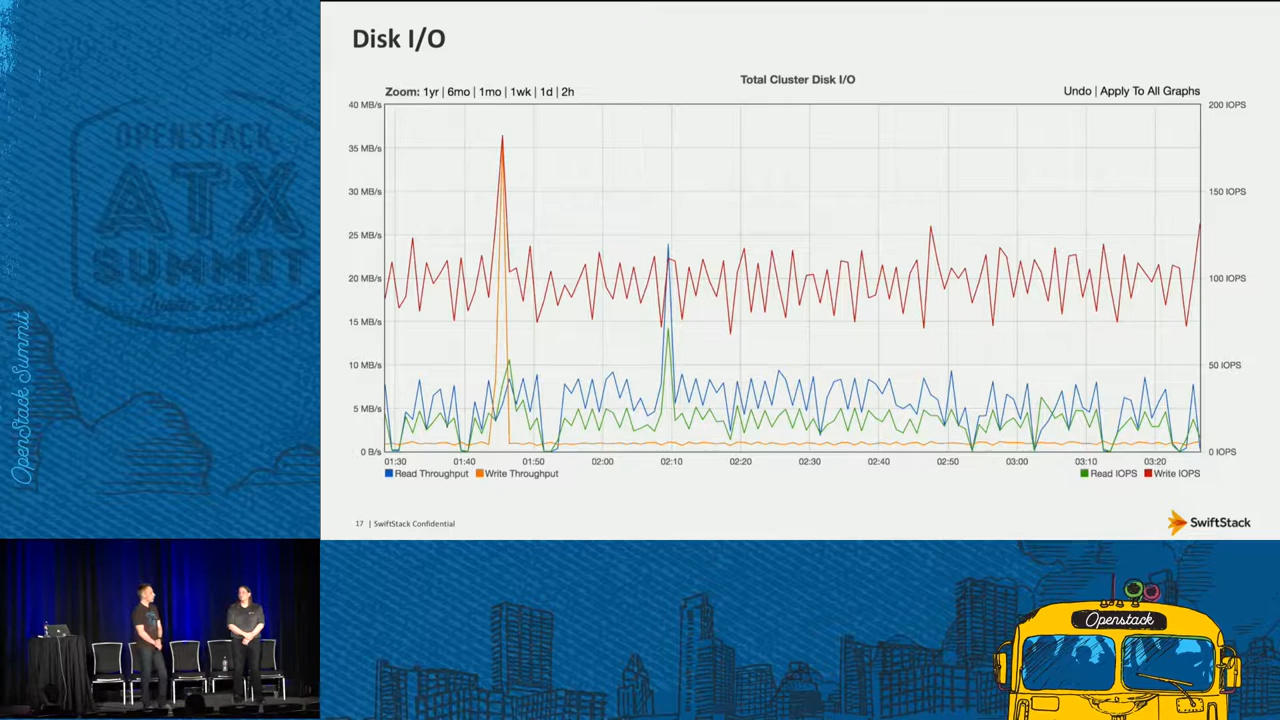 OPENSTACK
ATX
SUMMIT
OpenStack Summit
Disk I/O
Total Cluster Disk I/O
Zoom: 1yr | 6mo | 1mo | 1wk | 1d | 2h
Undo | Apply To All Graphs
40 MB/s
35 MB/s
30 MB/s
25 MB/s
20 MB/s
15 MB/s
10 MB/s
5 MB/s
0 B/s
200 IOPS
150 IOPS
100 IOPS
50 IOPS
0 IOPS
01:30 01:40 01:50 02:00 02:10 02:20 02:30 02:40 02:50 03:00 03:10 03:20
Read Throughput Write Throughput
Read IOPS Write IOPS
17 | SwiftStack Confidential
SwiftStack
Openstack